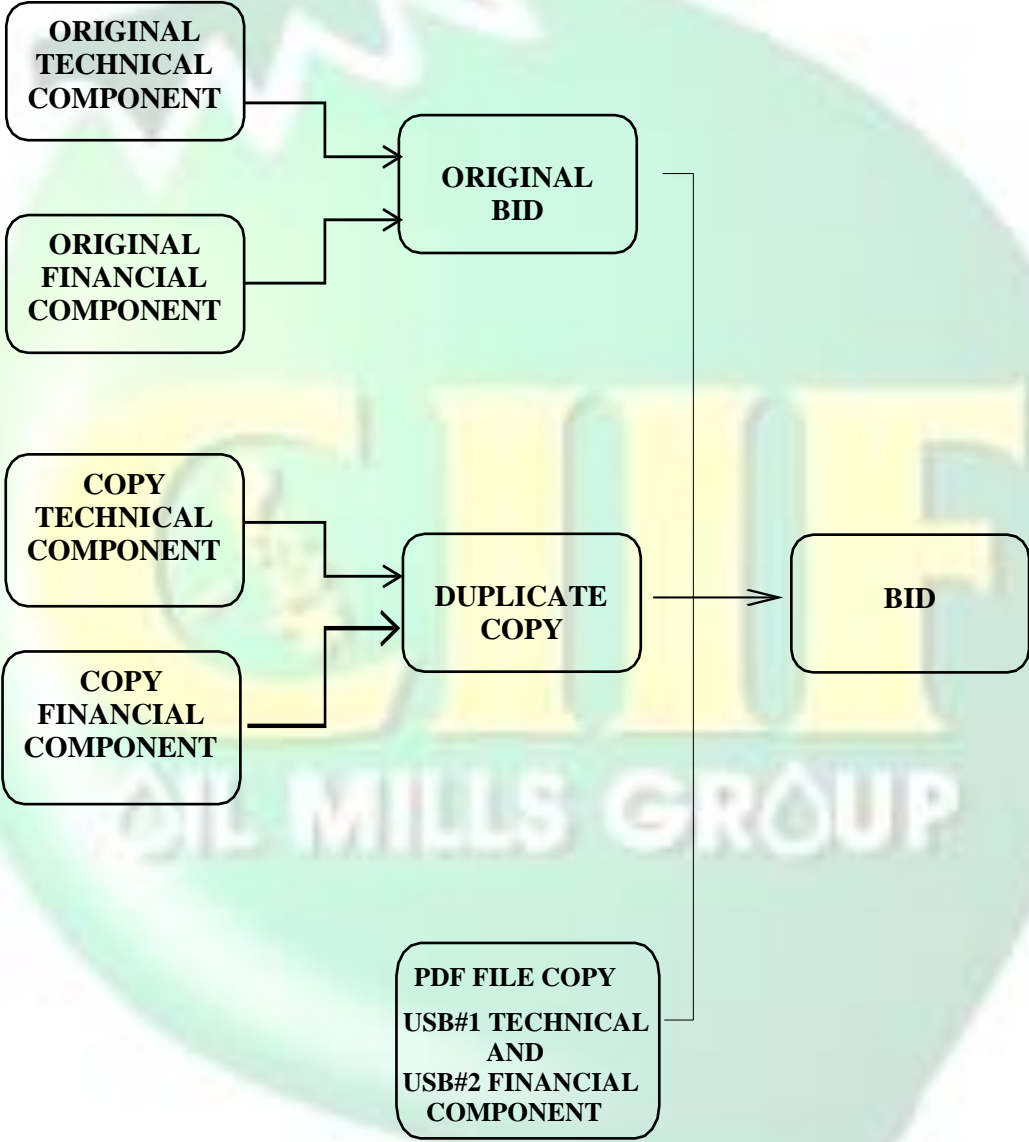 ORIGINAL
TECHNICAL
COMPONENT
ORIGINAL
BID
ORIGINAL
FINANCIAL
COMPONENT
COPY
TECHNICAL
COMPONENT
DUPLICATE
COPY
BID
COPY
FINANCIAL
COMPONENT
CIIF
OIL MILLS GROUP
PDF FILE COPY
USB#1 TECHNICAL
AND
USB#2 FINANCIAL
COMPONENT